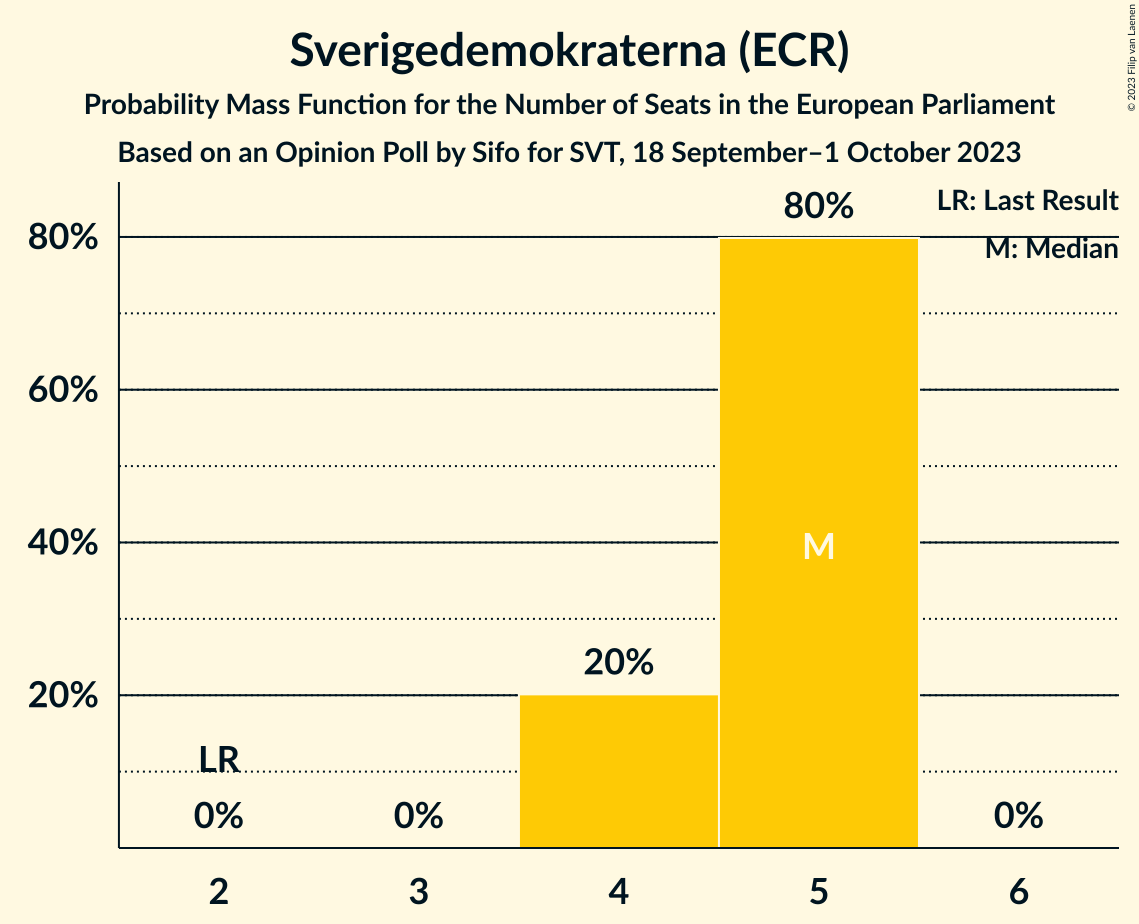 Sverigedemokraterna (ECR)
Probability Mass Function for the Number of Seats in the European Parliament
Based on an Opinion Poll by Sifo for SVT, 18 September–1 October 2023
© 2023 Filip van Laenen
LR: Last Result
M: Median
80%
60%
40%
20%
LR
0%
0%
20%
80%
M
0%
2
3
4
5
6